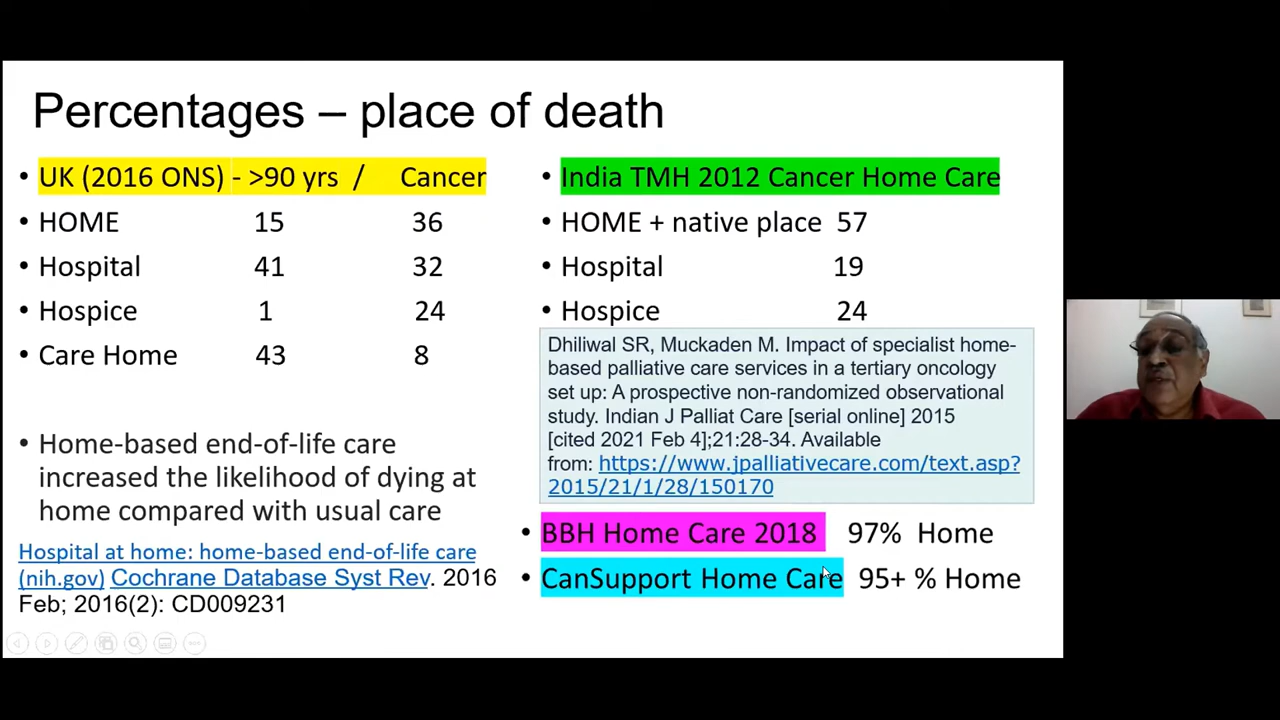 Percentages – place of death
• UK (2016 ONS) - >90 yrs / Cancer
• HOME 15 36
• Hospital 41 32
• Hospice 1 24
• Care Home 43 8
• Home-based end-of-life care
increased the likelihood of dying at
home compared with usual care
Hospital at home: home-based end-of-life care
(nih.gov) Cochrane Database Syst Rev. 2016
Feb; 2016(2): CD009231
• India TMH 2012 Cancer Home Care
• HOME + native place 57
• Hospital 19
• Hospice 24
Dhiliwal SR, Muckaden M. Impact of specialist home-
based palliative care services in a tertiary oncology
set up: A prospective non-randomized observational
study. Indian J Palliat Care [serial online] 2015
[cited 2021 Feb 4];21:28-34. Available
from: https://www.jpalliativecare.com/text.asp?
2015/21/1/28/150170
• BBH Home Care 2018 97% Home
• CanSupport Home Care 95+ % Home